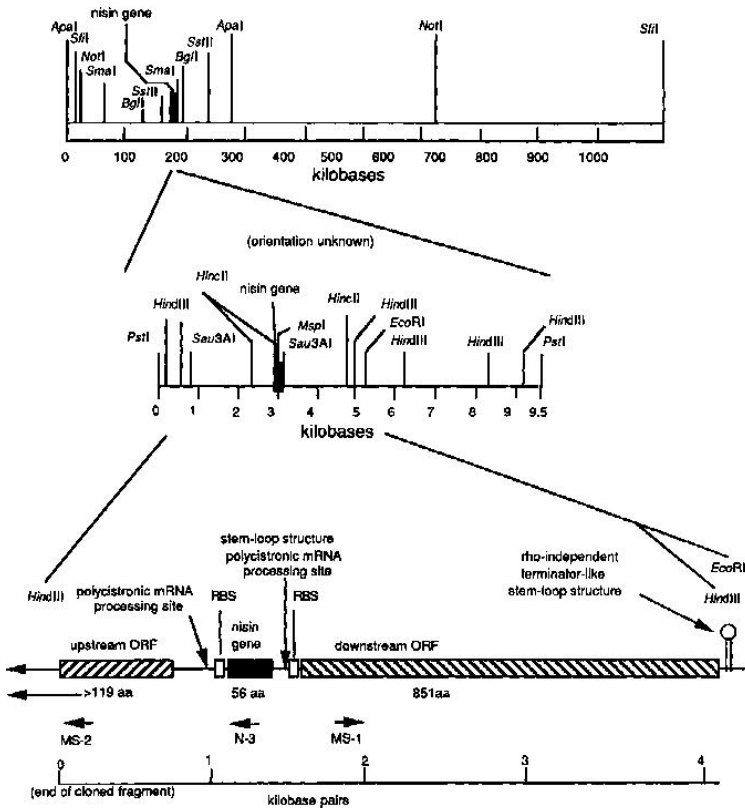 nisin gene
ApaI
SfiI
NotI
SmaI
BglI
SstII
SmaI
BglI
SstII
ApaI
NotI
SfiI
0 100 200 300 400 500 600 700 800 900 1000
kilobases
(orientation unknown)
HincII
nisin gene
HincII
HindIII
HindIII
MspI
EcoRI
HindIII
PstI
Sau3AI
Sau3AI
HindIII
HindIII
PstI
0 1 2 3 4 5 6 7 8 9 9.5
kilobases
stem-loop structure
polycistronic mRNA
processing site
rho-independent
terminator-like
stem-loop structure
EcoRI
HindIII
HindIII
polycistronic mRNA
processing site
RBS
RBS
nisin
gene
upstream ORF
downstream ORF
>119 aa
56 aa
851aa
MS-2
N-3
MS-1
0 1 2 3 4
(end of cloned fragment)
kilobase pairs